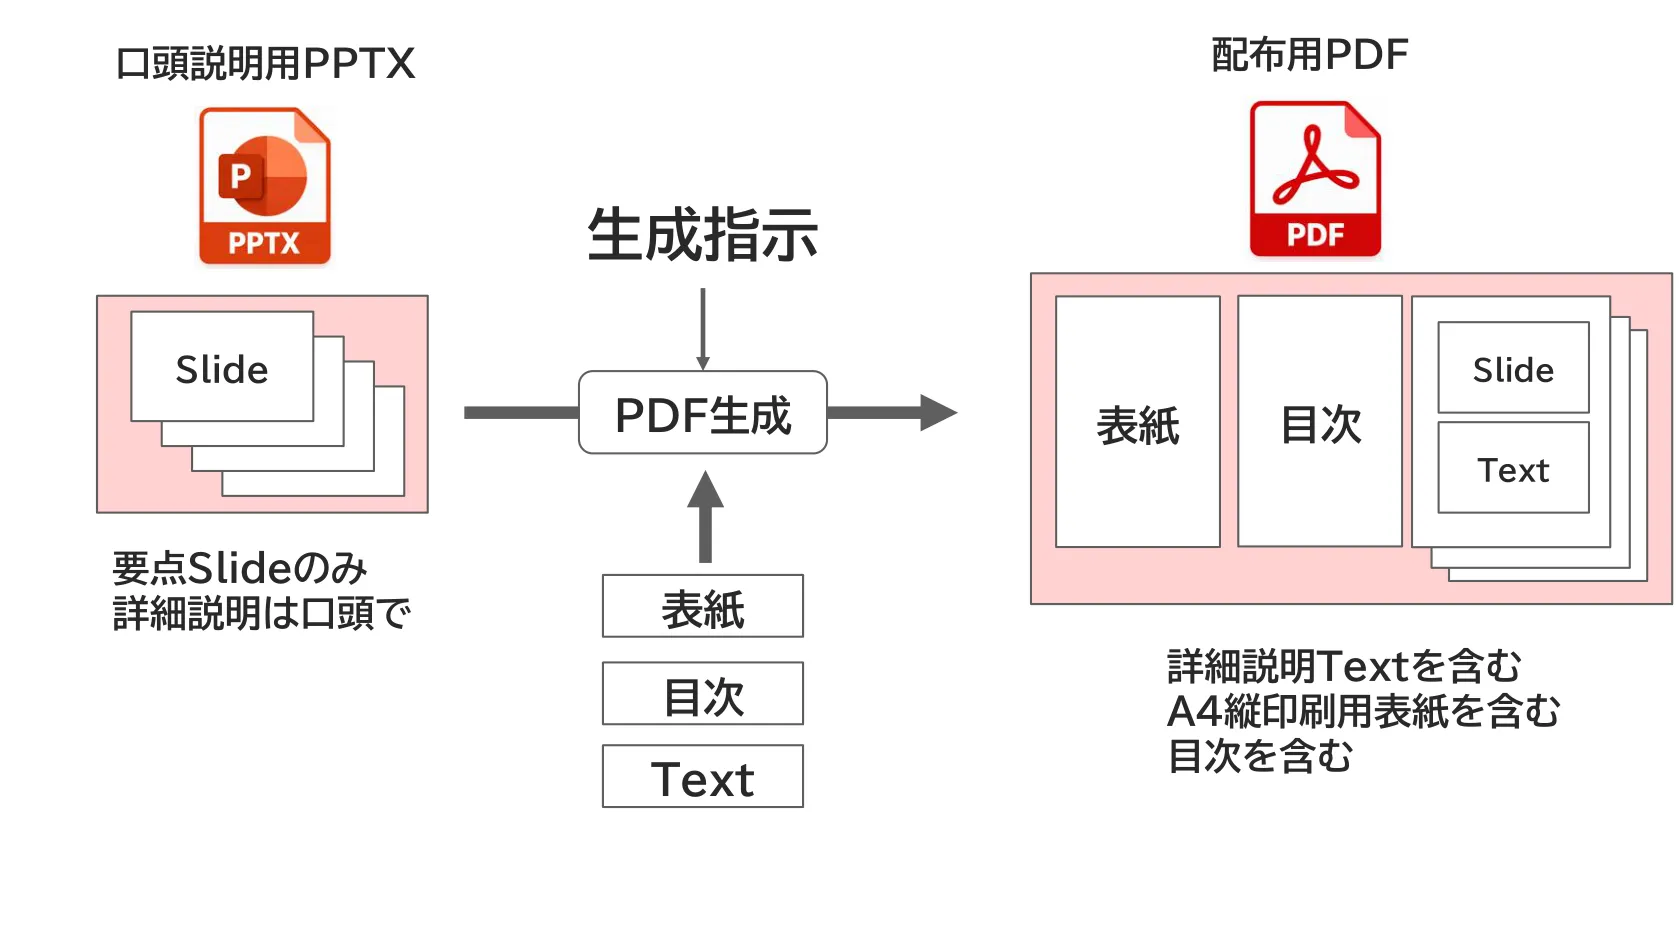 口頭説明用PPTX
P
PPTX
Slide
要点Slideのみ
詳細説明は口頭で
生成指示
PDF生成
表紙
目次
Text
配布用PDF
PDF
表紙
目次
Slide
Text
詳細説明Textを含む
A4縦印刷用表紙を含む
目次を含む